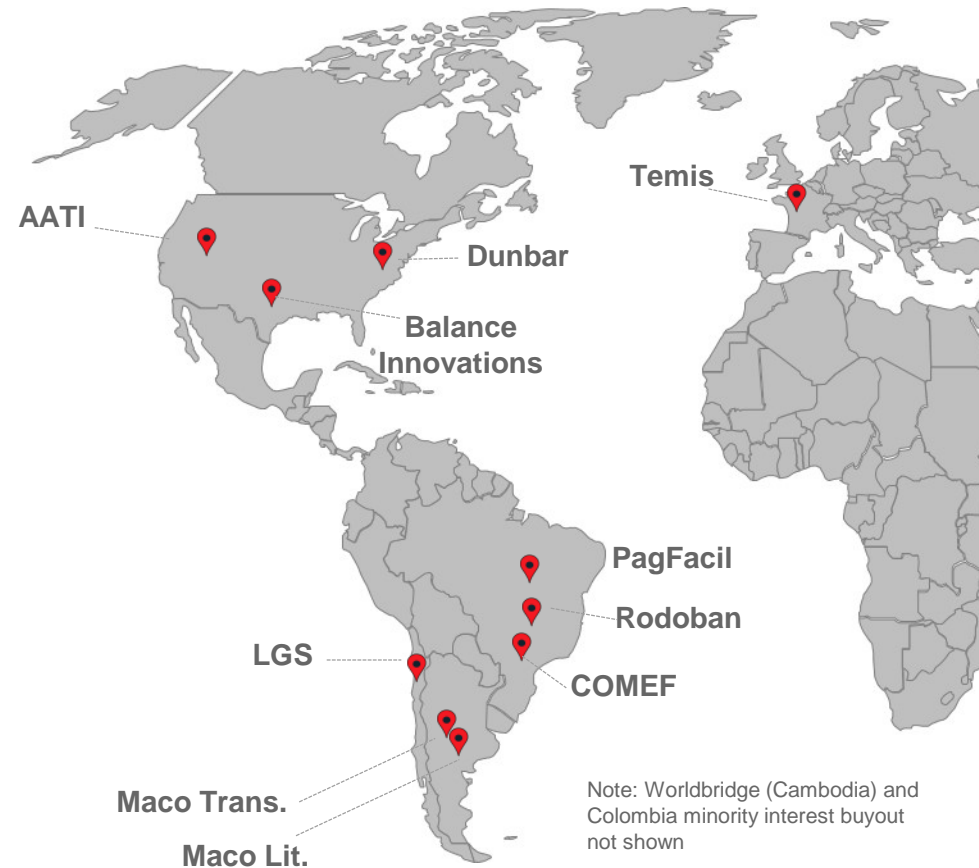 Temis
AATI
Dunbar
Balance
Innovations
PagFacil
Rodoban
LGS
COMEF
Maco Trans.
Maco Lit.
Note: Worldbridge (Cambodia) and
Colombia minority interest buyout
not shown